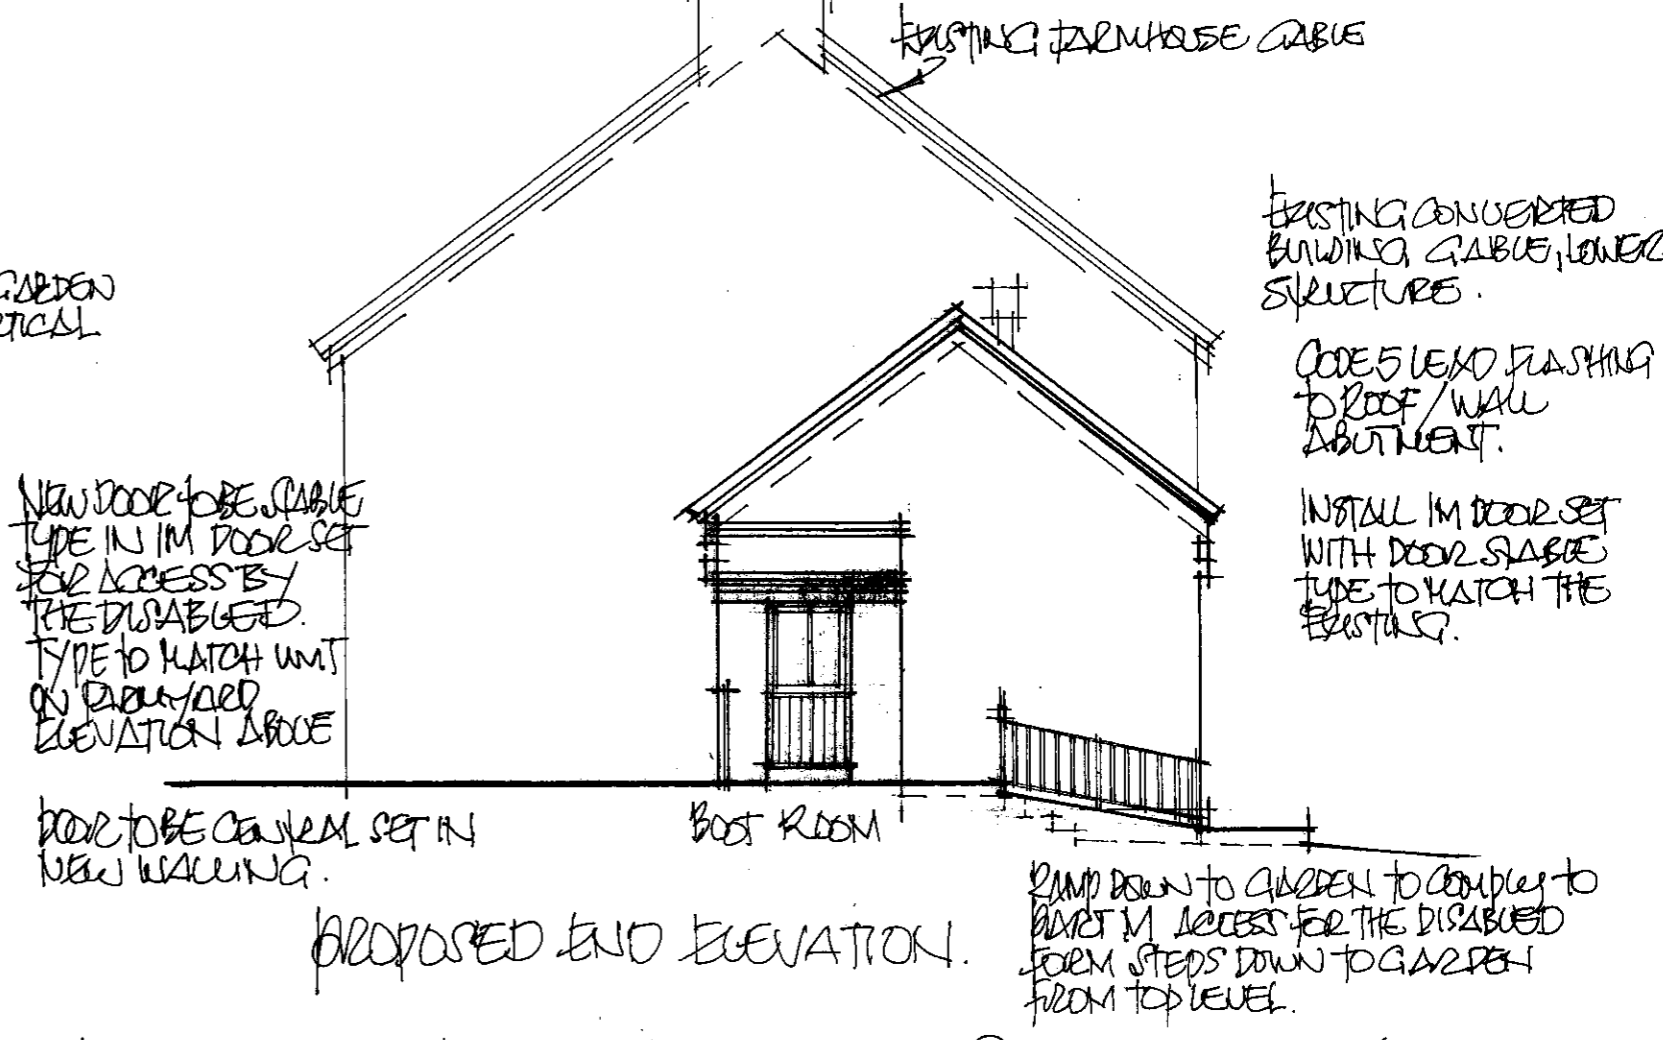 EXISTING FARMHOUSE GABLE
EXISTING CONVERTED
BUILDING GABLE, LOWER
STRUCTURE.
GARDEN
CODE 5 LEAD FLASHING
TO ROOF/WALL
ABUTMENT.
NEW DOOR TO BE STABLE
TYPE IN 1M DOOR SET
FOR ACCESS BY
THE DISABLED.
TYPE TO MATCH UNIT
ON FARMYARD
ELEVATION ABOVE
INSTALL 1M DOOR SET
WITH DOOR STABLE
TYPE TO MATCH THE
EXISTING.
DOOR TO BE CENTRAL SET IN
NEW WALLING.
BOOT ROOM
RAMP DOWN TO GARDEN TO COMPLY TO
PART M ACCESS FOR THE DISABLED
FORM STEPS DOWN TO GARDEN
FROM TOP LEVEL.
PROPOSED END ELEVATION.